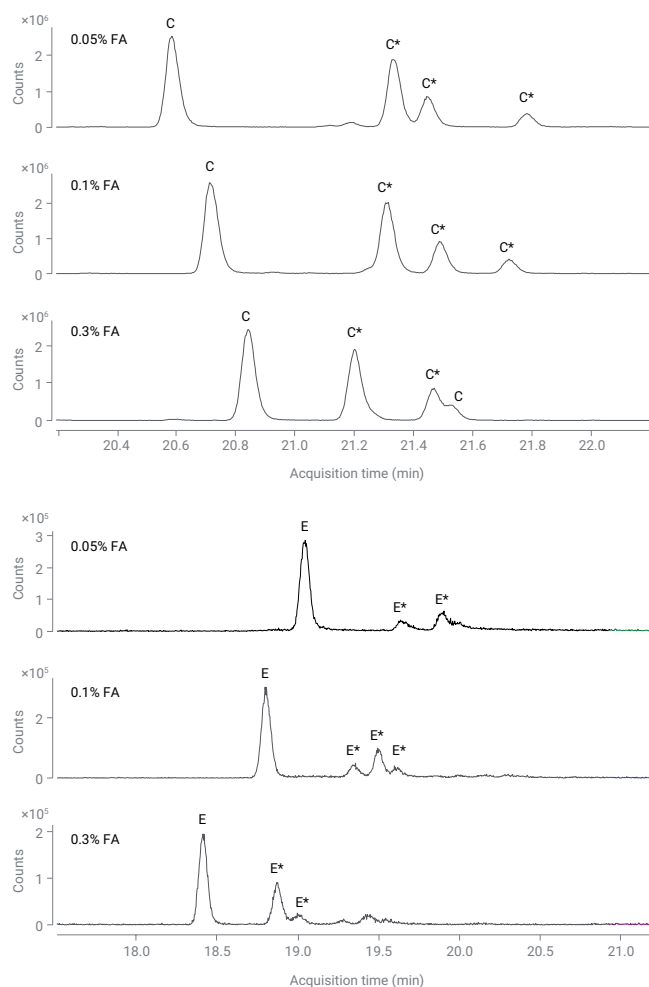 ×10⁶
0.05% FA
C
C*
C*
C*
2
1
0
Counts
×10⁶
0.1% FA
C
C*
C*
C*
2
1
0
Counts
×10⁶
0.3% FA
C
C*
C*
C
2
1
0
Counts
20.4 20.6 20.8 21.0 21.2 21.4 21.6 21.8 22.0
Acquisition time (min)
×10⁵
0.05% FA
E
E*
E*
3
2
1
0
Counts
×10⁵
0.1% FA
E
E*
E*
E*
2
0
Counts
×10⁵
0.3% FA
E
E*
E*
2
1
0
Counts
18.0 18.5 19.0 19.5 20.0 20.5 21.0
Acquisition time (min)